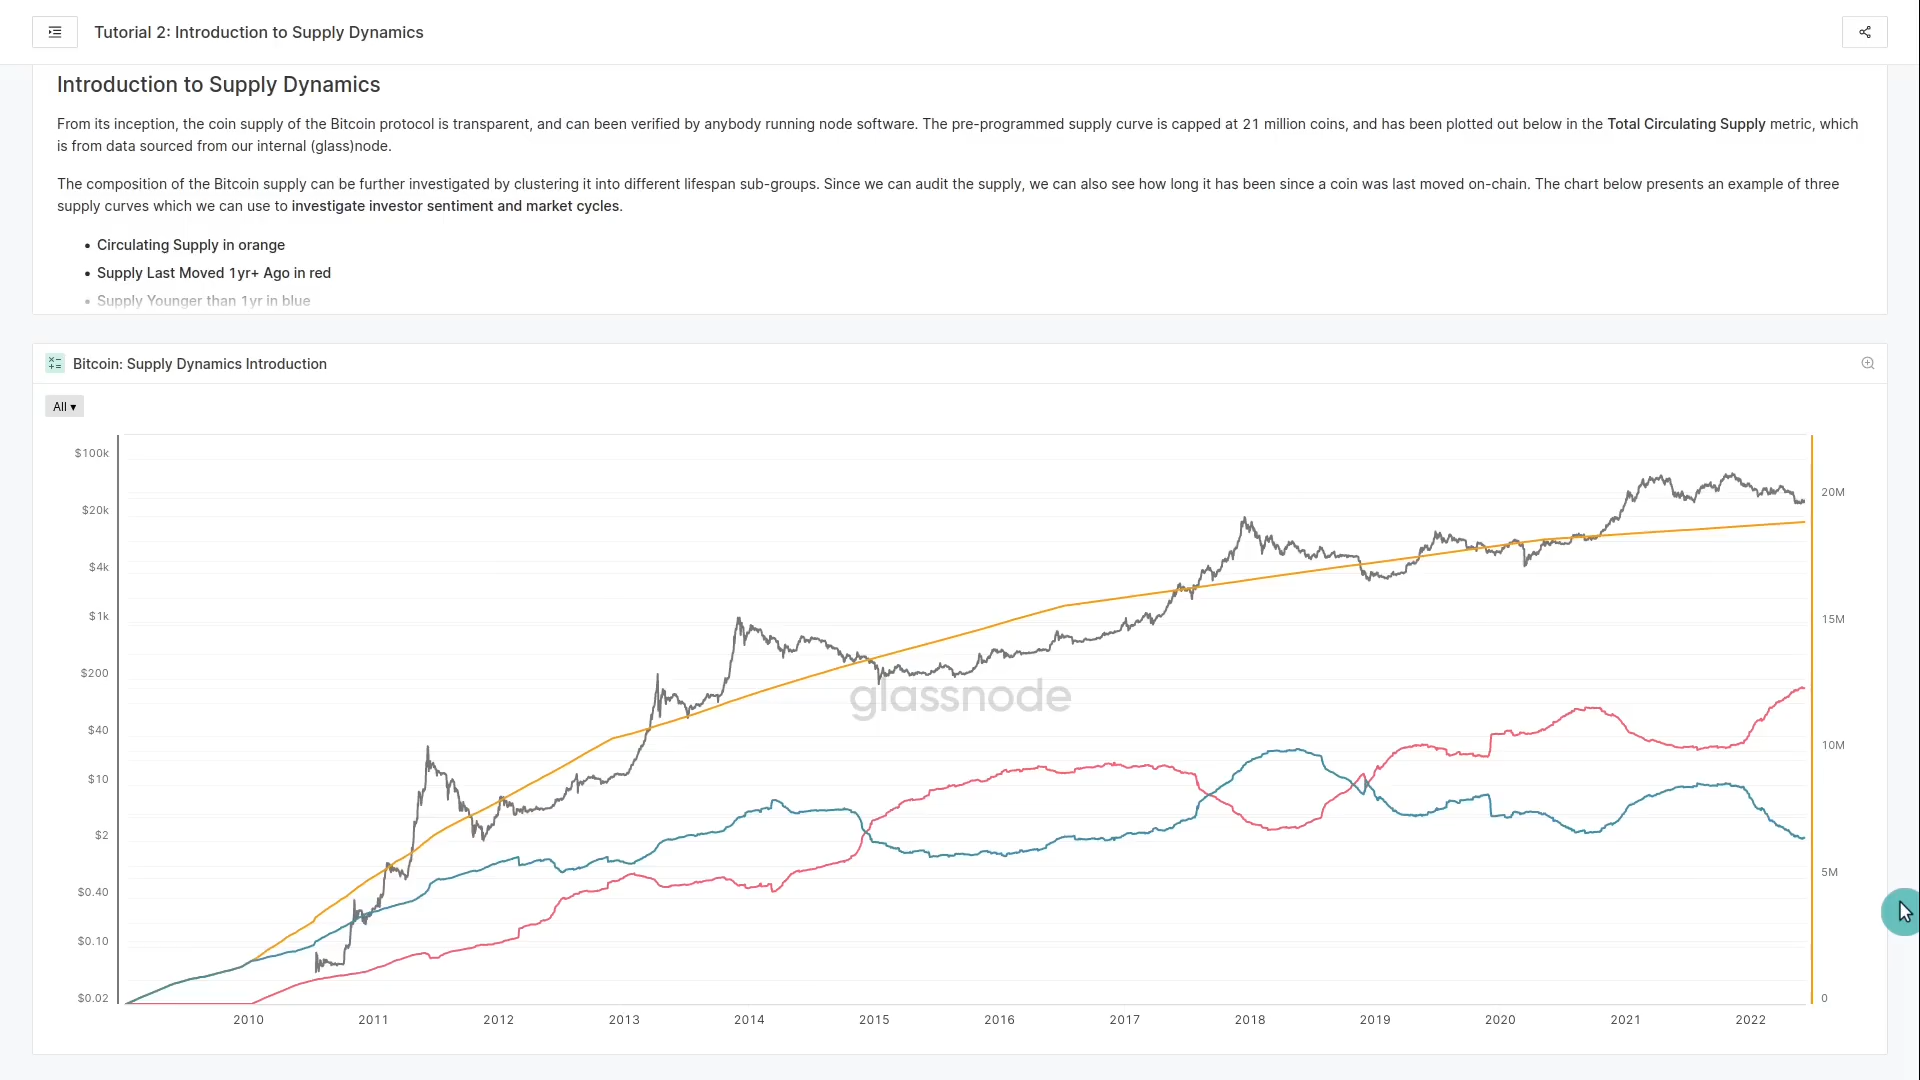 Tutorial 2: Introduction to Supply Dynamics
Introduction to Supply Dynamics
From its inception, the coin supply of the Bitcoin protocol is transparent, and can been verified by anybody running node software. The pre-programmed supply curve is capped at 21 million coins, and has been plotted out below in the Total Circulating Supply metric, which
is from data sourced from our internal (glass)node.
The composition of the Bitcoin supply can be further investigated by clustering it into different lifespan sub-groups. Since we can audit the supply, we can also see how long it has been since a coin was last moved on-chain. The chart below presents an example of three
supply curves which we can use to investigate investor sentiment and market cycles.
• Circulating Supply in orange
• Supply Last Moved 1yr+ Ago in red
• Supply Younger than 1yr in blue
Bitcoin: Supply Dynamics Introduction
All ▾
$100k
$20k
$4k
$1k
$200
$40
$10
$2
$0.40
$0.10
$0.02
glassnode
20M
15M
10M
5M
0
2010 2011 2012 2013 2014 2015 2016 2017 2018 2019 2020 2021 2022